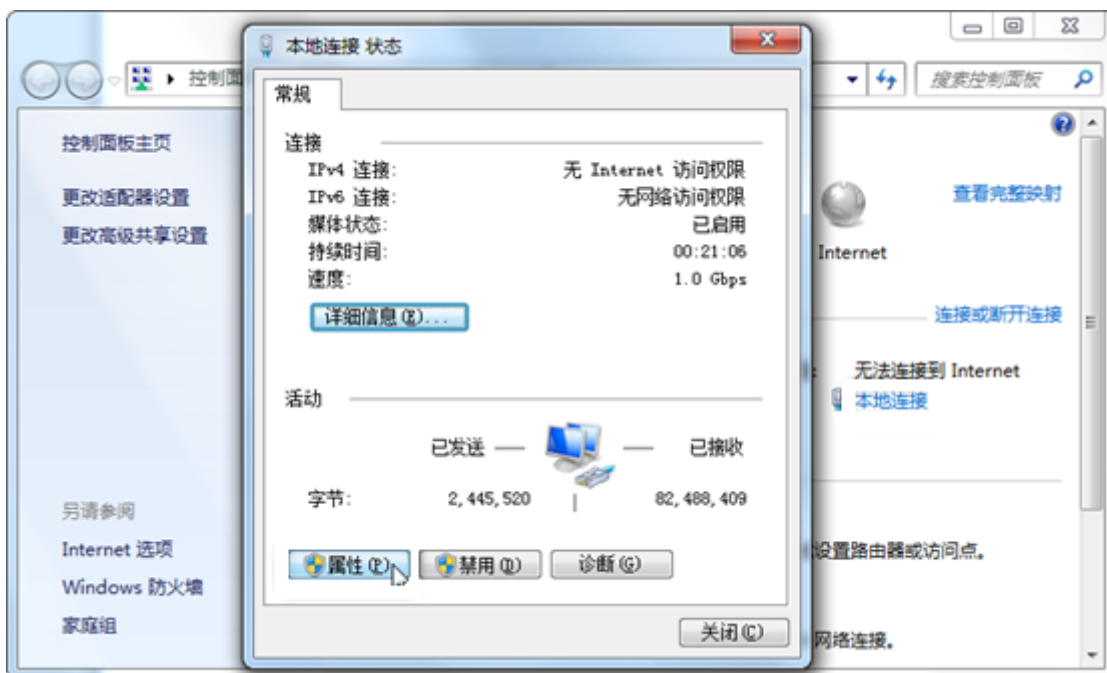 本地连接 状态
控制面
搜索控制面板
常规
控制面板主页
更改适配器设置
更改高级共享设置
连接
IPv4 连接: 无 Internet 访问权限
IPv6 连接: 无网络访问权限
媒体状态: 已启用
持续时间: 00:21:06
速度: 1.0 Gbps
详细信息(E)...
活动
已发送 — — 已接收
字节: 2,445,520 | 82,488,409
属性(P) 禁用(D) 诊断(G)
关闭(C)
查看完整映射
Internet
连接或断开连接
: 无法连接到 Internet
本地连接
设置路由器或访问点。
网络连接。
另请参阅
Internet 选项
Windows 防火墙
家庭组